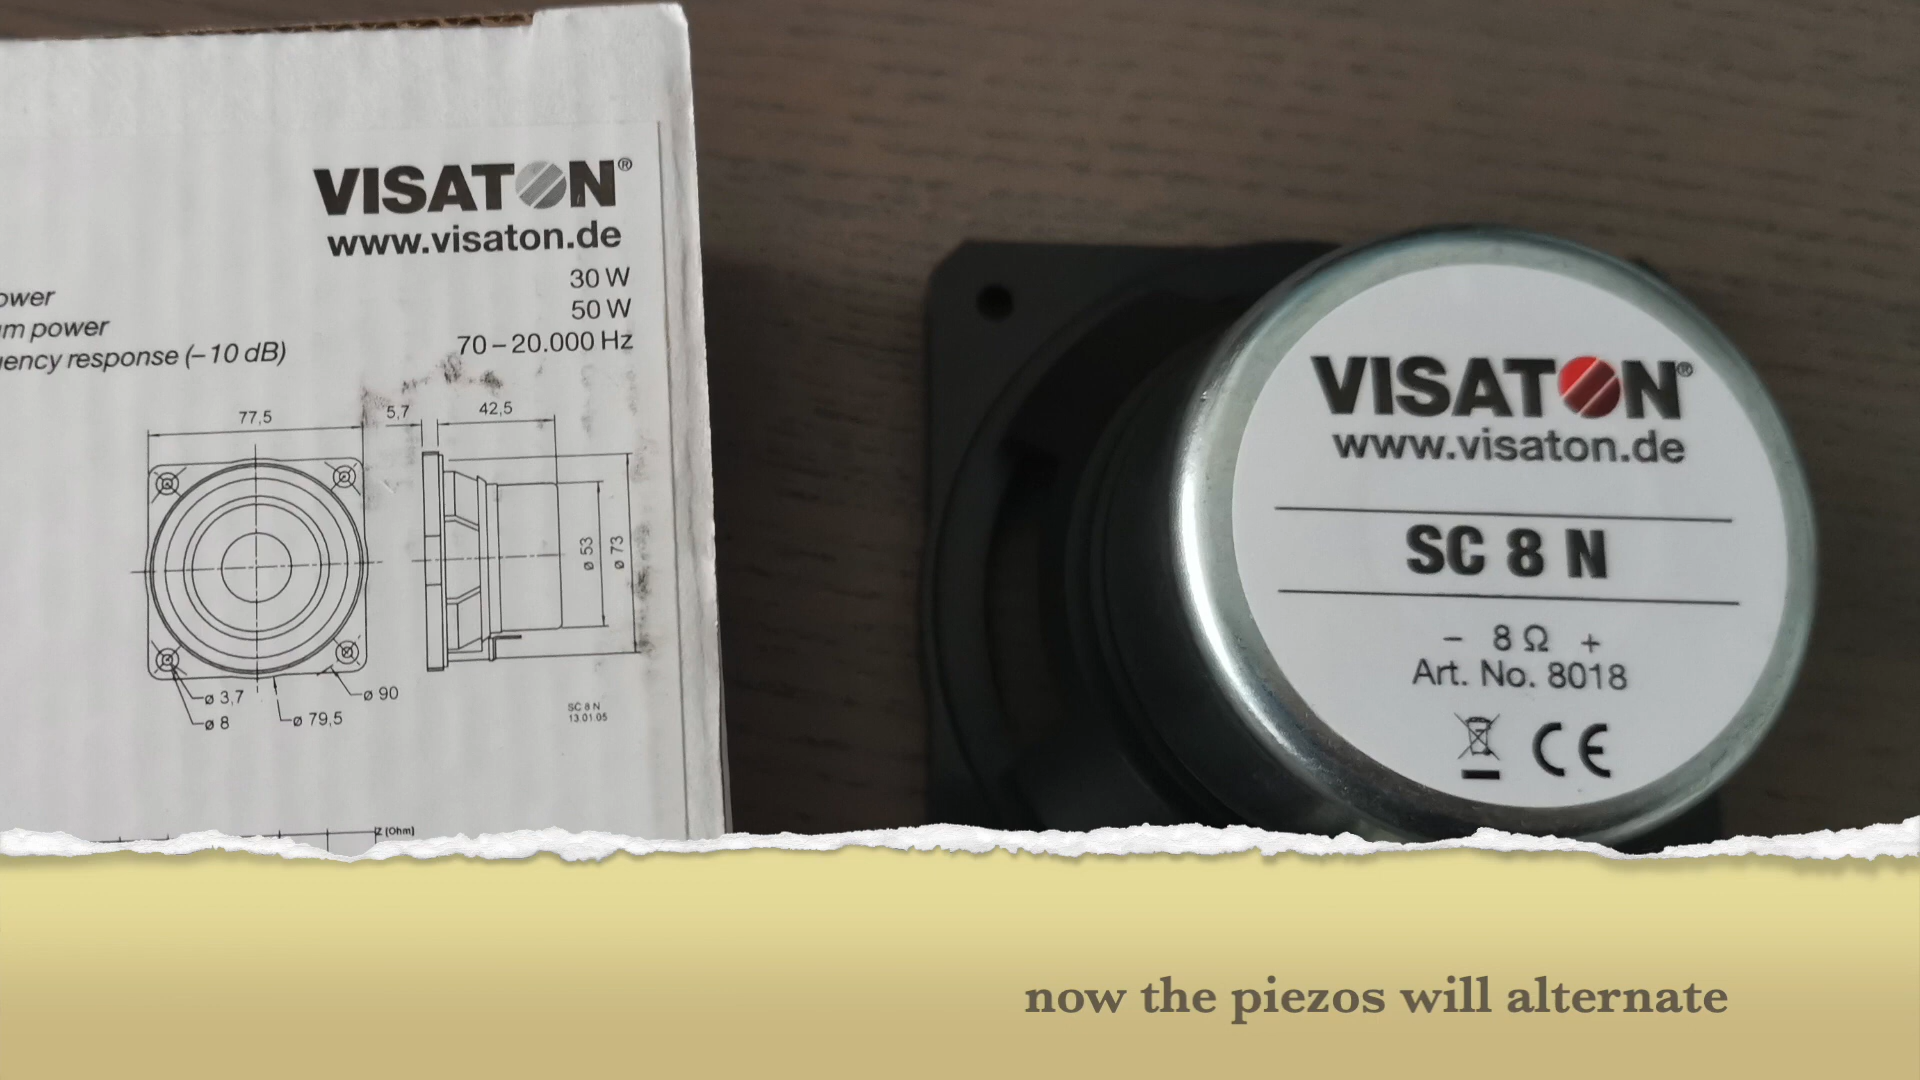 VISATON®
www.visaton.de
30 W
ower
50 W
m power
70 – 20.000 Hz
ency response (– 10 dB)
77,5
5,7
42,5
ø 53
ø 73
ø 3,7
ø 8
ø 79,5
ø 90
SC 8 N
13.01.05
Z (Ohm)
VISATON®
www.visaton.de
SC 8 N
– 8 Ω +
Art. No. 8018
CE
now the piezos will alternate